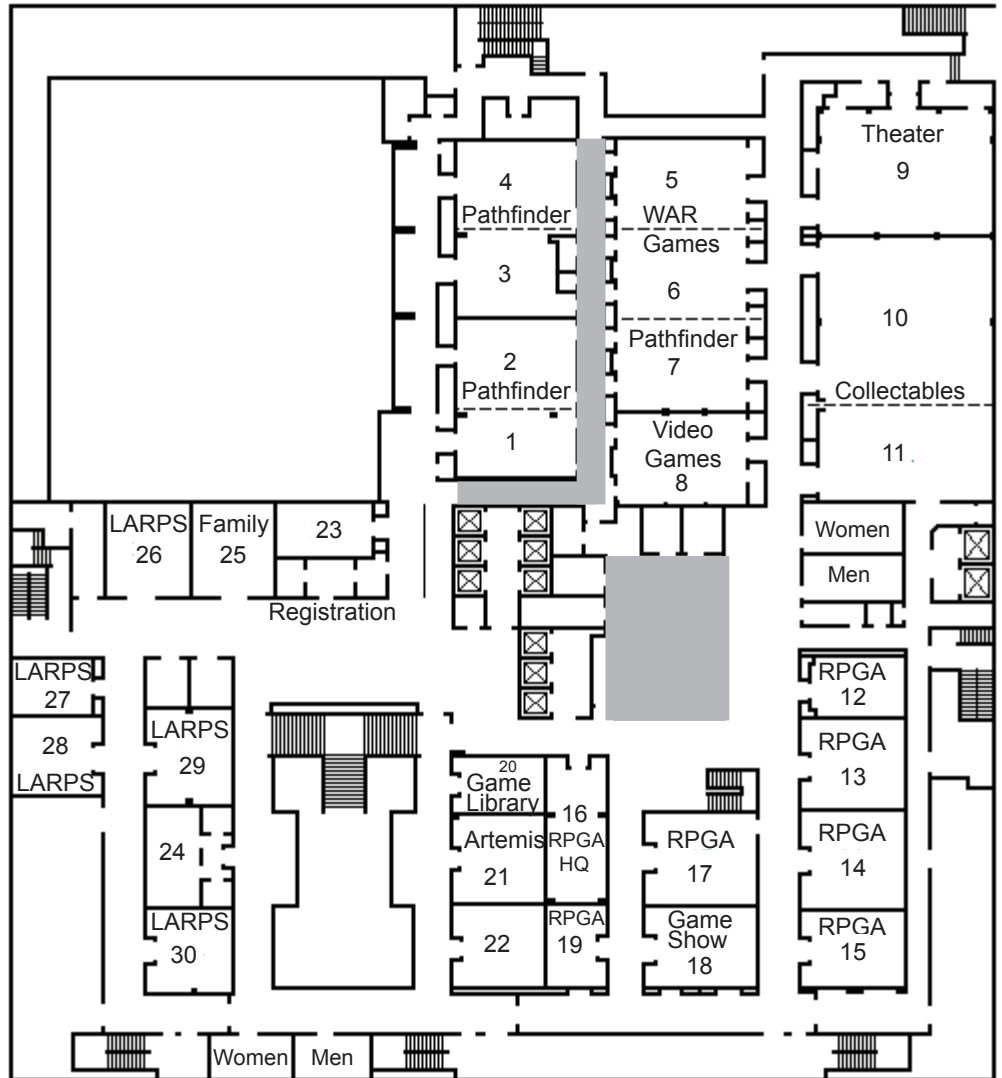 Theater
9
4
Pathfinder
3
5
WAR
Games
6
10
Pathfinder
7
2
Pathfinder
1
Collectables
11
Video
Games
8
LARPS
26
Family
25
23
Women
Men
Registration
LARPS
27
28
LARPS
LARPS
29
24
LARPS
30
20
Game
Library
Artemis
21
22
16
RPGA
HQ
RPGA
19
RPGA
17
Game
Show
18
RPGA
12
RPGA
13
RPGA
14
RPGA
15
Women
Men